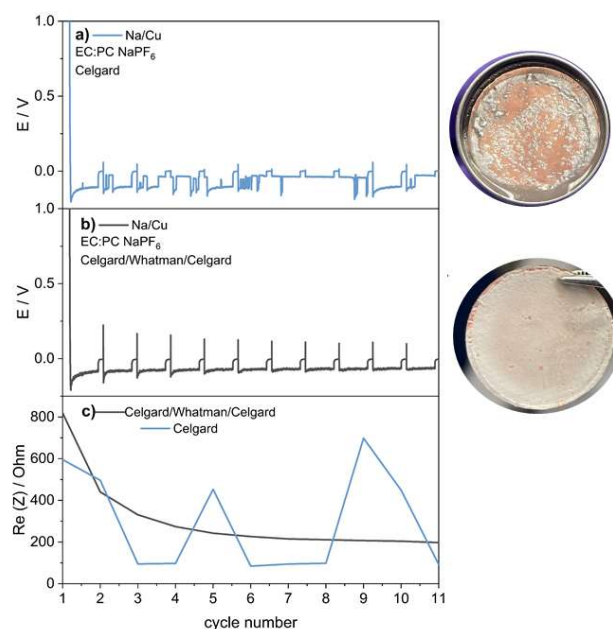 1.0
a)
Na/Cu
EC:PC NaPF₆
Celgard
0.5
E / V
0.0
1.0
b)
Na/Cu
EC:PC NaPF₆
Celgard/Whatman/Celgard
0.5
E / V
0.0
c)
Celgard/Whatman/Celgard
Celgard
800
600
400
200
0
Re (Z) / Ohm
1 2 3 4 5 6 7 8 9 10 11
cycle number